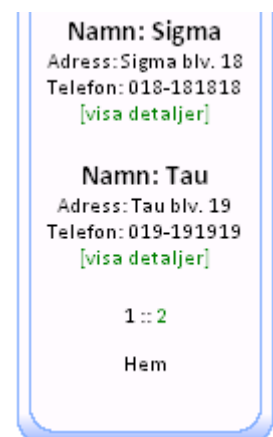 Namn: Sigma
Adress: Sigma blv. 18
Telefon: 018-181818
[visa detaljer]
Namn: Tau
Adress: Tau blv. 19
Telefon: 019-191919
[visa detaljer]
1 :: 2
Hem